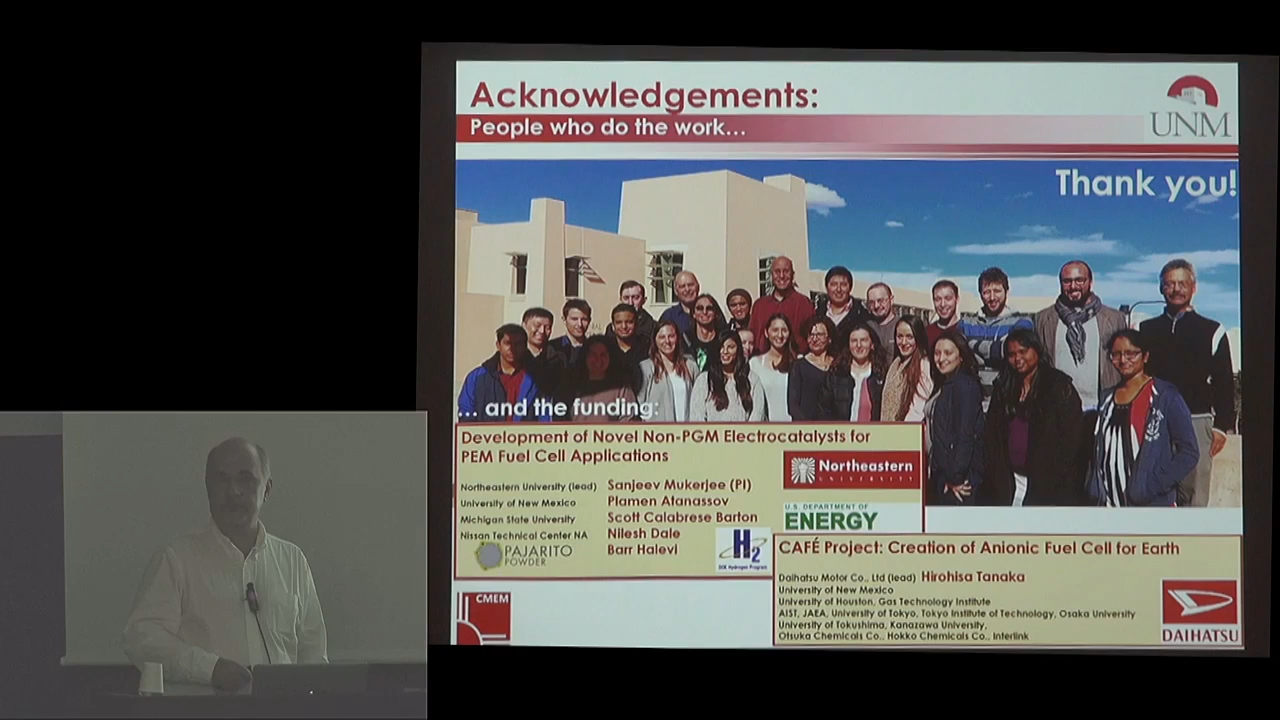 Acknowledgements:
People who do the work...
UNM
Thank you!
... and the funding:
Development of Novel Non-PGM Electrocatalysts for
PEM Fuel Cell Applications
Northeastern University (lead) Sanjeev Mukerjee (PI)
University of New Mexico Plamen Atanassov
Michigan State University Scott Calabrese Barton
Nissan Technical Center NA Nilesh Dale
Barr Halevi
PAJARITO
POWDER
Northeastern
UNIVERSITY
U.S. DEPARTMENT OF
ENERGY
H2
DOE Hydrogen Program
CMEM
CAFÉ Project: Creation of Anionic Fuel Cell for Earth
Daihatsu Motor Co., Ltd (lead) Hirohisa Tanaka
University of New Mexico
University of Houston, Gas Technology Institute
AIST, JAEA, University of Tokyo, Tokyo Institute of Technology, Osaka University
University of Tokushima, Kanazawa University,
Otsuka Chemicals Co., Hokko Chemicals Co., Interlink
DAIHATSU